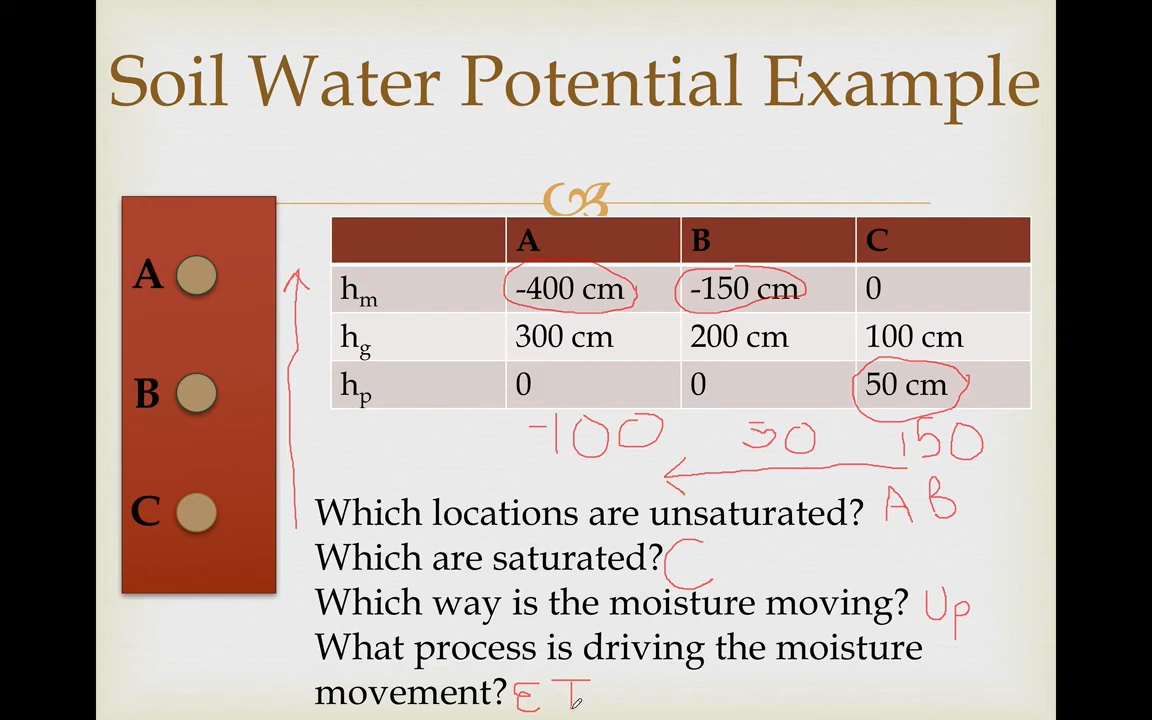 Soil Water Potential Example
A B C
A
hm -400 cm -150 cm 0
hg 300 cm 200 cm 100 cm
B
hp 0 0 50 cm
-100 50 150
C
Which locations are unsaturated? A B
Which are saturated? C
Which way is the moisture moving? Up
What process is driving the moisture
movement? ET